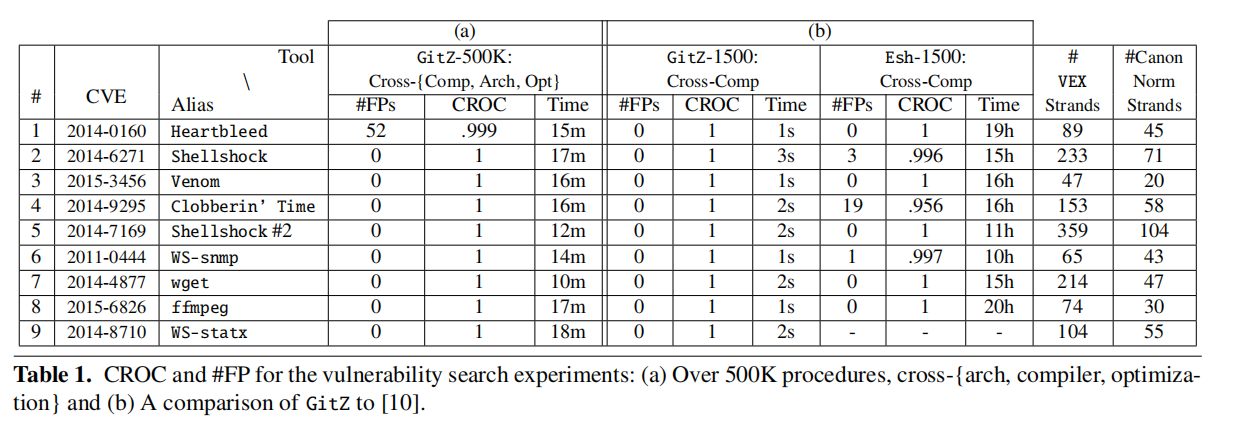 (a) (b)
Tool GitZ-500K: GitZ-1500: Esh-1500: # #Canon
# CVE \ Cross-{Comp, Arch, Opt} Cross-Comp Cross-Comp VEX Norm
Alias #FPs CROC Time #FPs CROC Time #FPs CROC Time Strands Strands
1 2014-0160 Heartbleed 52 .999 15m 0 1 1s 0 1 19h 89 45
2 2014-6271 Shellshock 0 1 17m 0 1 3s 3 .996 15h 233 71
3 2015-3456 Venom 0 1 16m 0 1 1s 0 1 16h 47 20
4 2014-9295 Clobberin' Time 0 1 16m 0 1 2s 19 .956 16h 153 58
5 2014-7169 Shellshock #2 0 1 12m 0 1 2s 0 1 11h 359 104
6 2011-0444 WS-snmp 0 1 14m 0 1 1s 1 .997 10h 65 43
7 2014-4877 wget 0 1 10m 0 1 2s 0 1 15h 214 47
8 2015-6826 ffmpeg 0 1 17m 0 1 1s 0 1 20h 74 30
9 2014-8710 WS-statx 0 1 18m 0 1 2s - - - 104 55
Table 1. CROC and #FP for the vulnerability search experiments: (a) Over 500K procedures, cross-{arch, compiler, optimiza-
tion} and (b) A comparison of GitZ to [10].